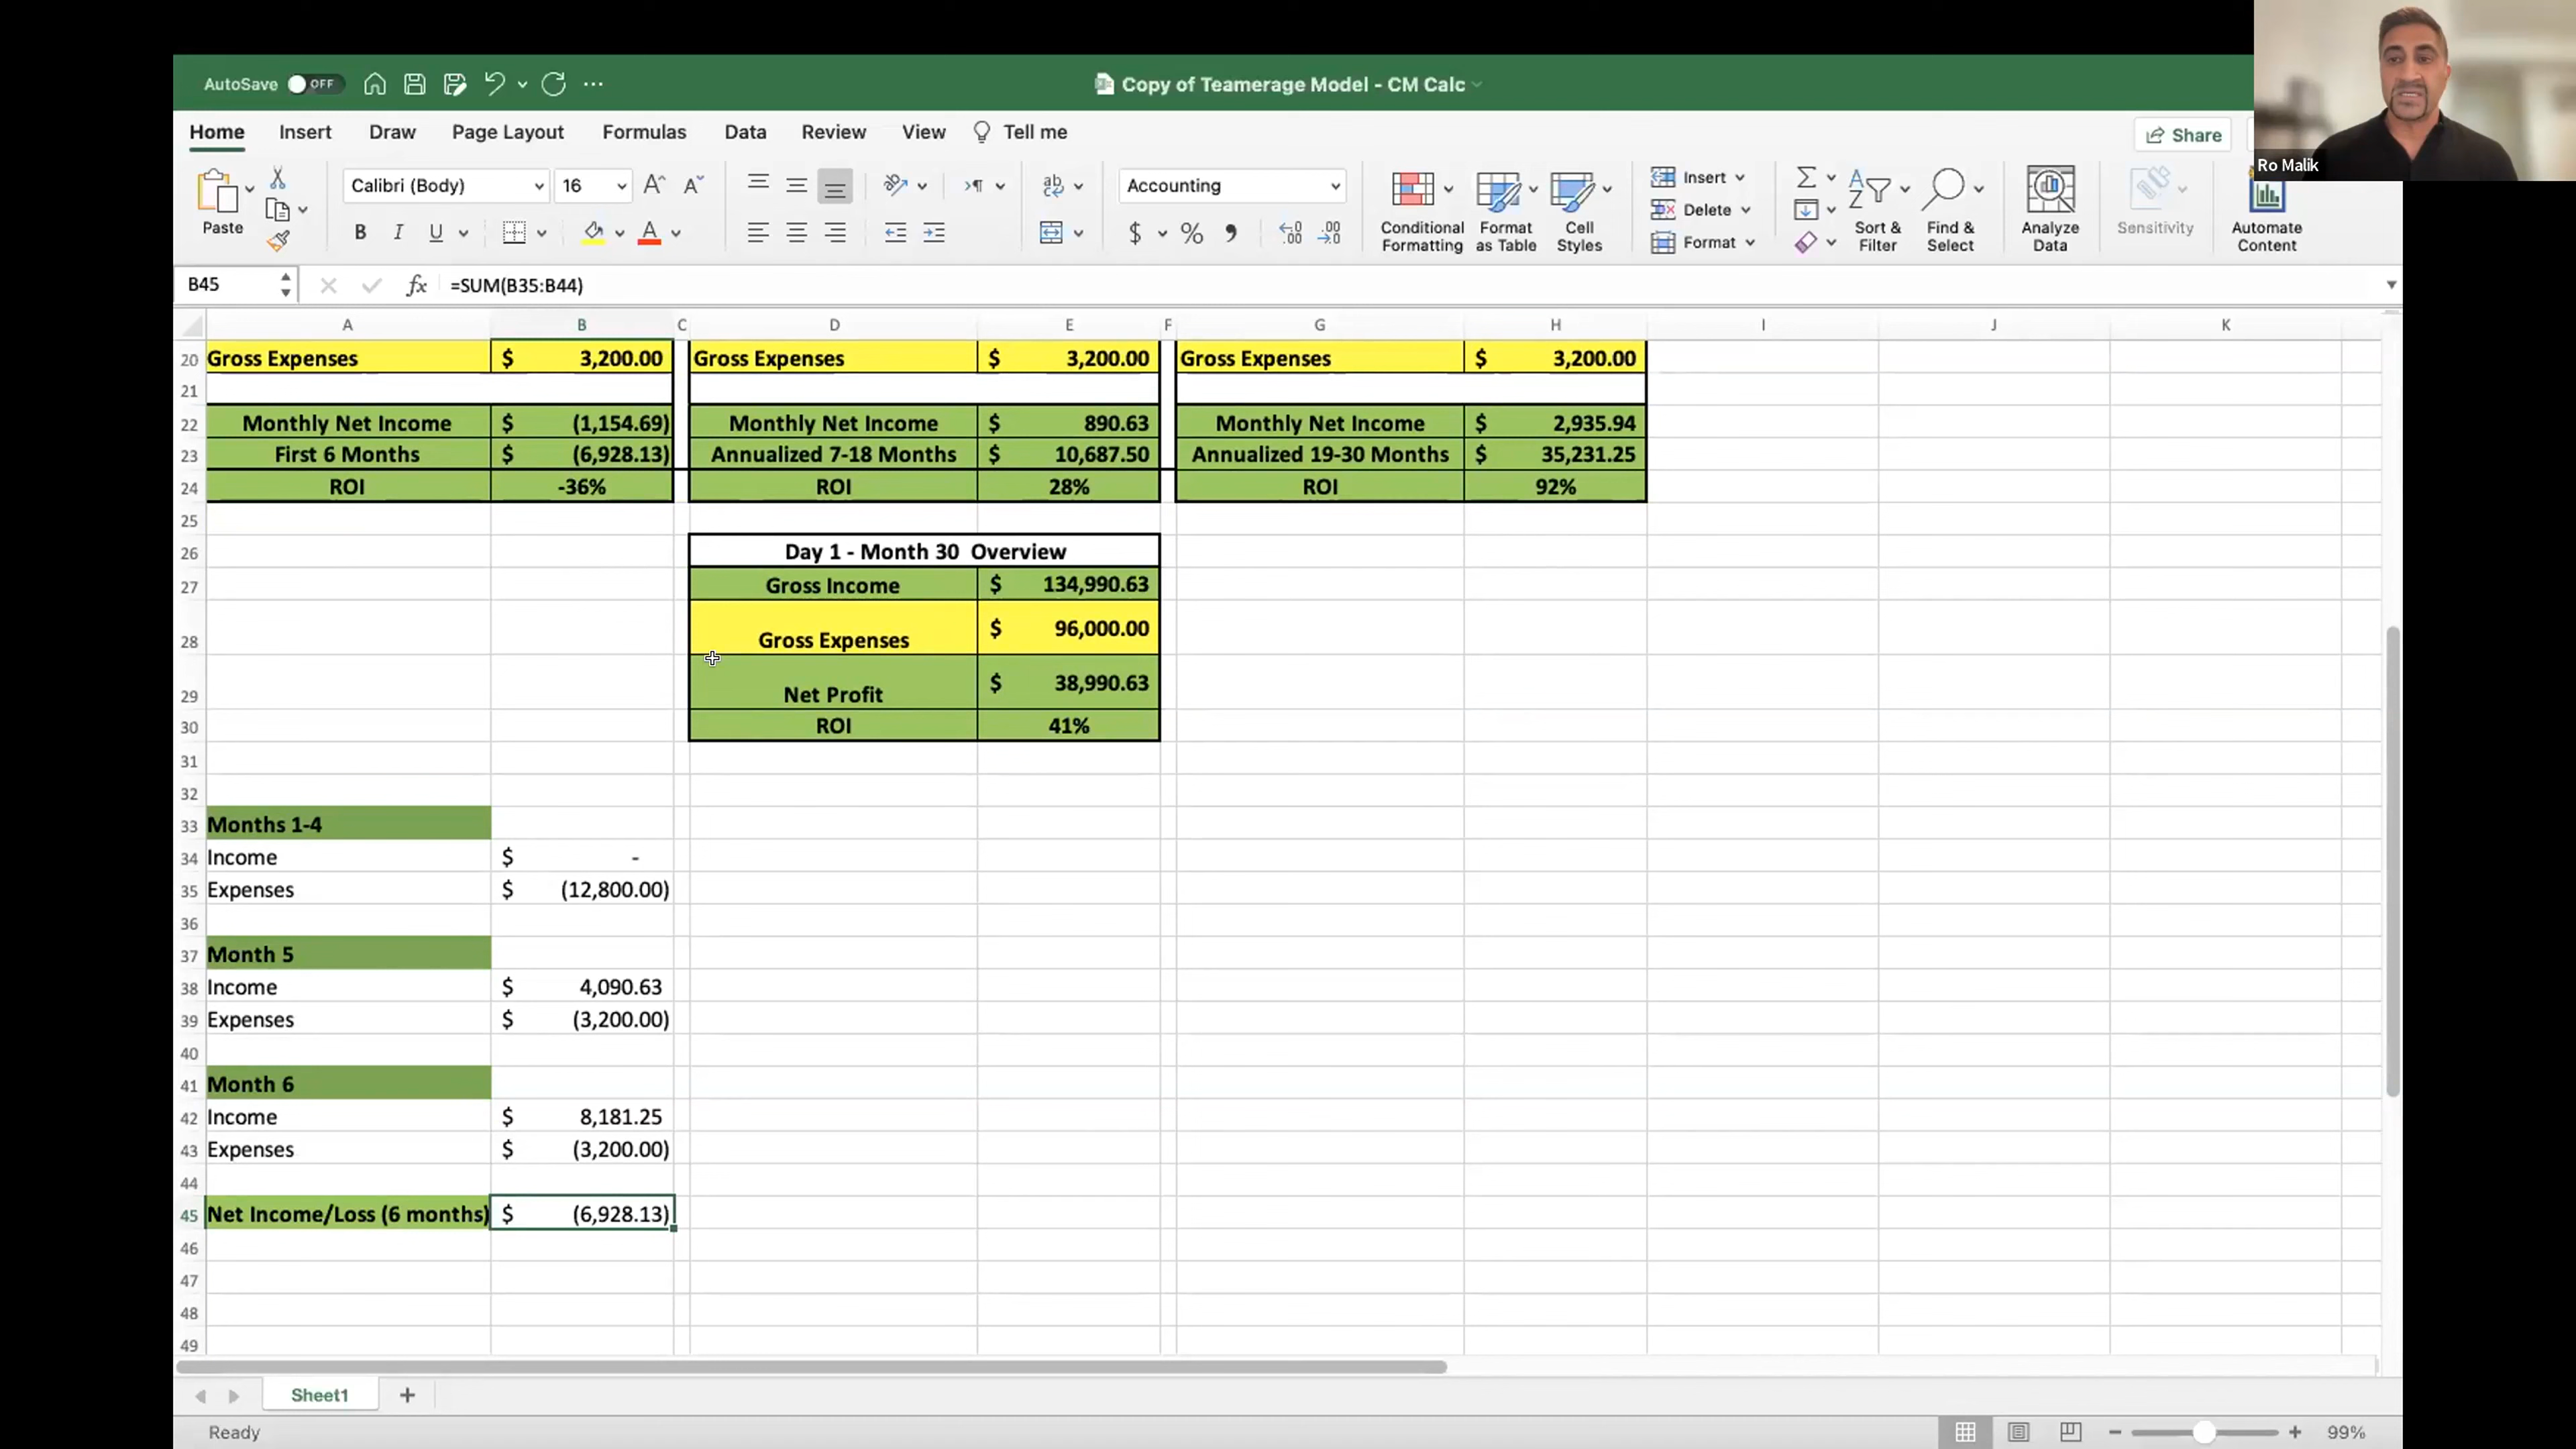 AutoSave OFF Copy of Teamerage Model - CM Calc
Home Insert Draw Page Layout Formulas Data Review View Tell me Share
Ro Malik
Paste Calibri (Body) 16 Accounting Conditional Formatting Format as Table Cell Styles Insert Delete Format Sort & Filter Find & Select Analyze Data Sensitivity Automate Content
B45 fx =SUM(B35:B44)
A B C D E F G H I J K
20 Gross Expenses $ 3,200.00 Gross Expenses $ 3,200.00 Gross Expenses $ 3,200.00
21
22 Monthly Net Income $ (1,154.69) Monthly Net Income $ 890.63 Monthly Net Income $ 2,935.94
23 First 6 Months $ (6,928.13) Annualized 7-18 Months $ 10,687.50 Annualized 19-30 Months $ 35,231.25
24 ROI -36% ROI 28% ROI 92%
25
26 Day 1 - Month 30 Overview
27 Gross Income $ 134,990.63
28 Gross Expenses $ 96,000.00
29 Net Profit $ 38,990.63
30 ROI 41%
31
32
33 Months 1-4
34 Income $ -
35 Expenses $ (12,800.00)
36
37 Month 5
38 Income $ 4,090.63
39 Expenses $ (3,200.00)
40
41 Month 6
42 Income $ 8,181.25
43 Expenses $ (3,200.00)
44
45 Net Income/Loss (6 months) $ (6,928.13)
46
47
48
49
Sheet1 +
Ready 99%